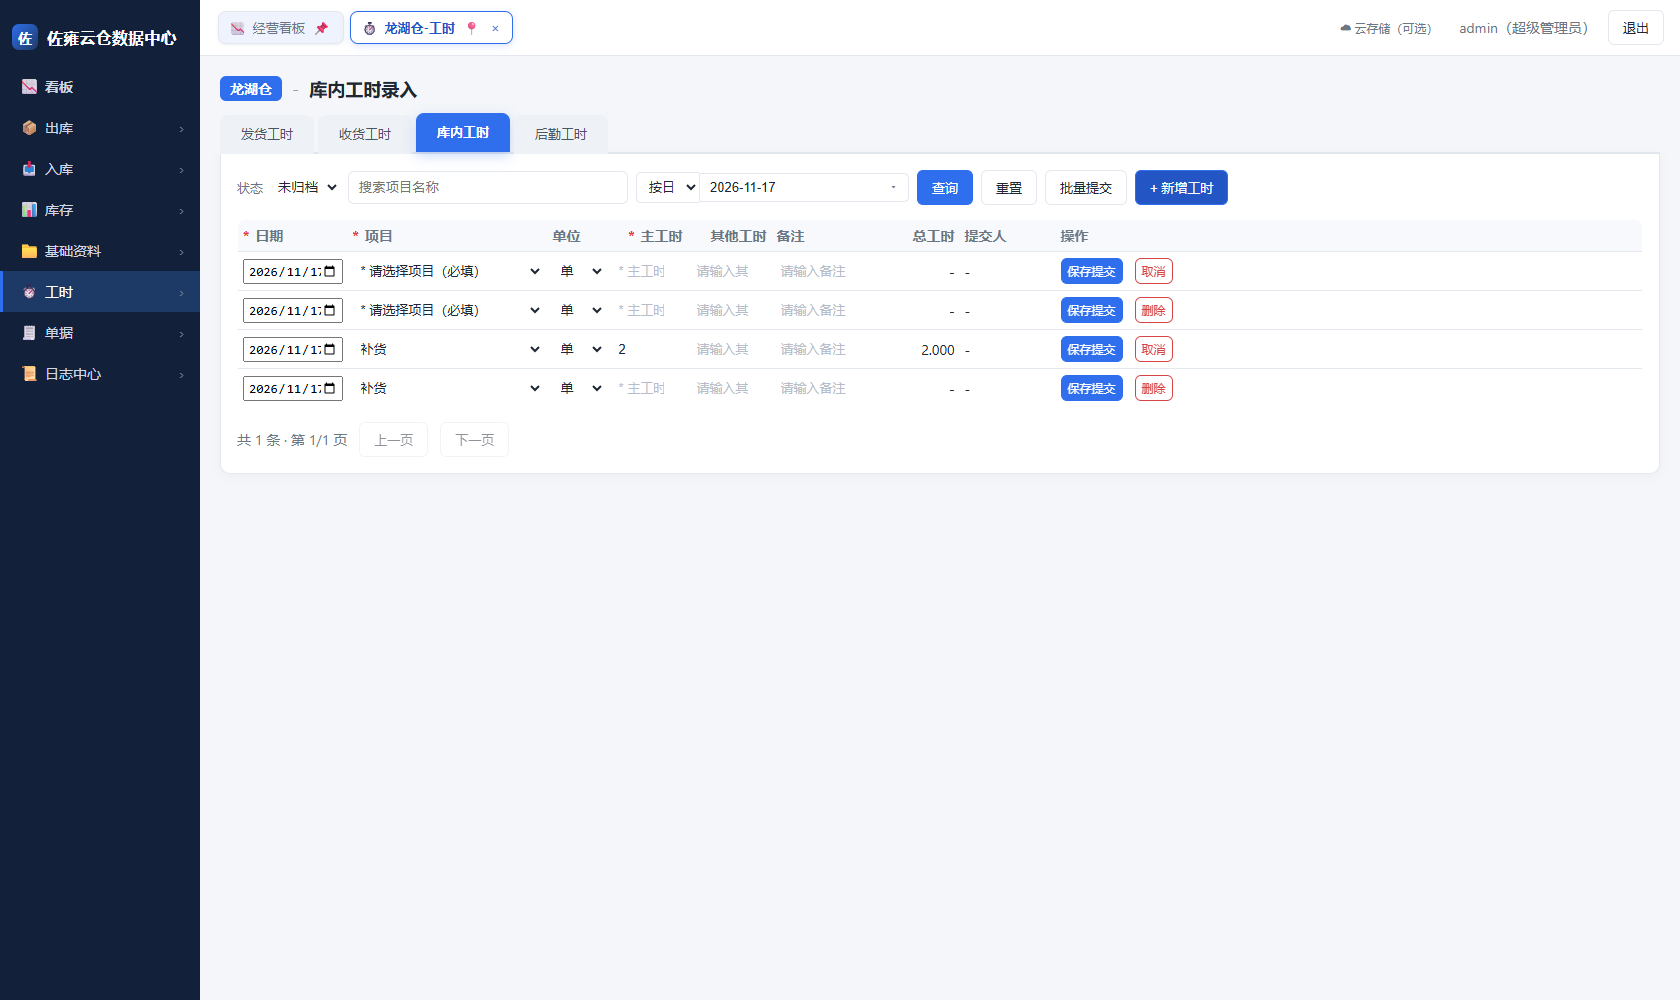 佐 佐雍云仓数据中心
看板
出库
入库
库存
基础资料
工时
单据
日志中心
经营看板 龙湖仓-工时 × 云存储（可选） admin（超级管理员） 退出
龙湖仓 - 库内工时录入
发货工时 收货工时 库内工时 后勤工时
状态 未归档 搜索项目名称 按日 2026-11-17 查询 重置 批量提交 + 新增工时
* 日期 * 项目 单位 * 主工时 其他工时 备注 总工时 提交人 操作
2026/11/17 * 请选择项目（必填） 单 * 主工时 请输入其 请输入备注 - - 保存提交 取消
2026/11/17 * 请选择项目（必填） 单 * 主工时 请输入其 请输入备注 - - 保存提交 删除
2026/11/17 补货 单 2 请输入其 请输入备注 2.000 - 保存提交 取消
2026/11/17 补货 单 * 主工时 请输入其 请输入备注 - - 保存提交 删除
共 1 条 · 第 1/1 页 上一页 下一页